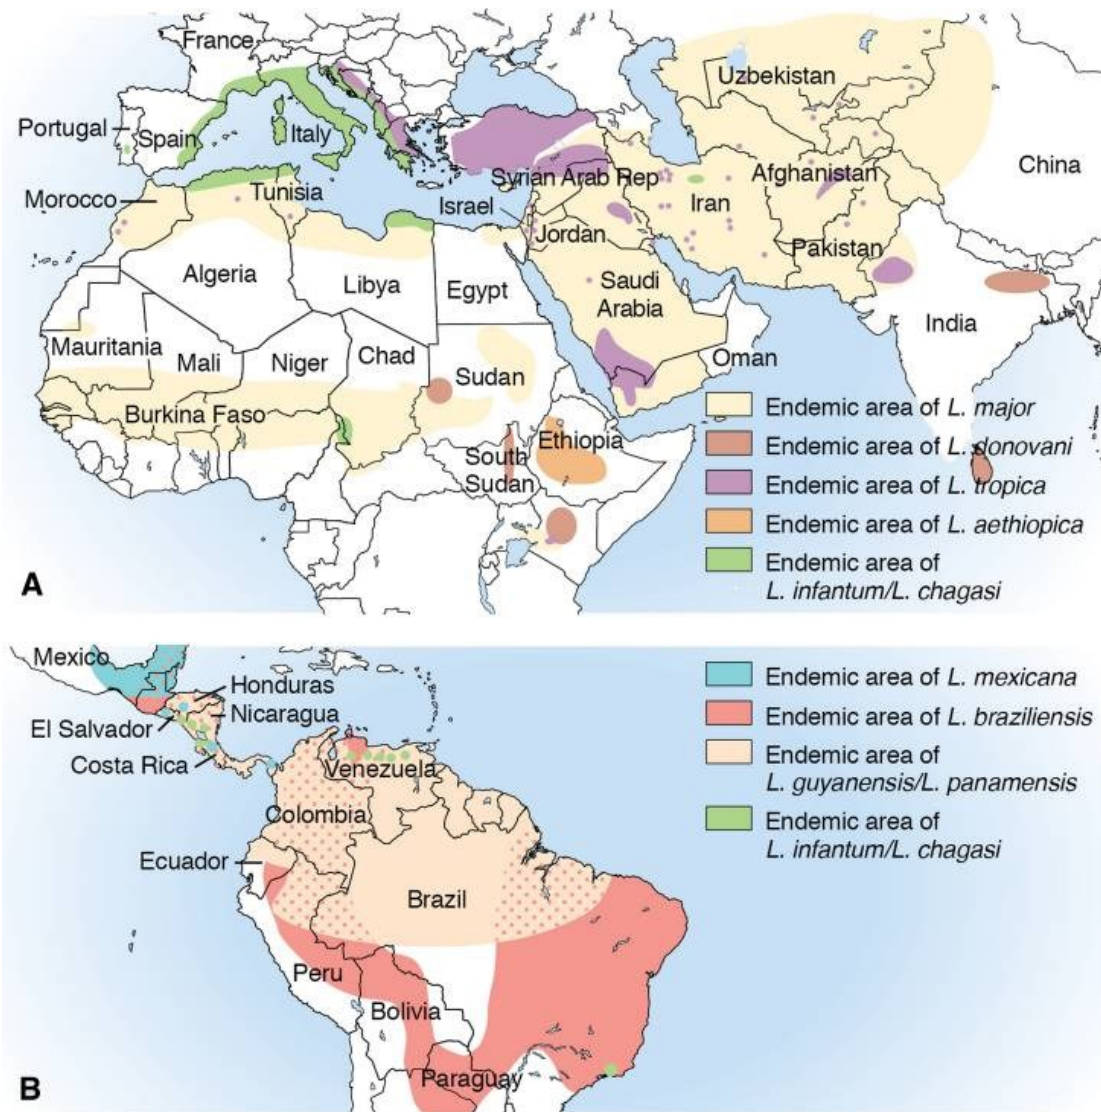 France
Uzbekistan
Portugal
Spain
Italy
China
Syrian Arab Rep
Afghanistan
Morocco
Tunisia
Israel
Iran
Jordan
Pakistan
Algeria
Libya
Egypt
Saudi
Arabia
India
Mauritania
Mali
Niger
Chad
Sudan
Oman
Burkina Faso
Ethiopia
South
Sudan
Endemic area of L. major
Endemic area of L. donovani
Endemic area of L. tropica
Endemic area of L. aethiopica
Endemic area of
L. infantum/L. chagasi
A
Mexico
Honduras
Nicaragua
El Salvador
Costa Rica
Venezuela
Colombia
Ecuador
Brazil
Peru
Bolivia
Paraguay
Endemic area of L. mexicana
Endemic area of L. braziliensis
Endemic area of
L. guyanensis/L. panamensis
Endemic area of
L. infantum/L. chagasi
B